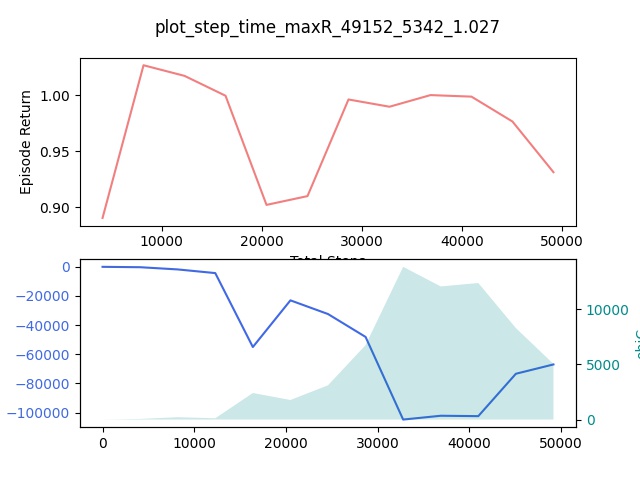 plot_step_time_maxR_49152_5342_1.027
1.00
0.95
0.90
Episode Return
10000 20000 30000 40000 50000
Total Steps
0
−20000
−40000
−60000
−80000
−100000
10000
5000
0
objC
0 10000 20000 30000 40000 50000